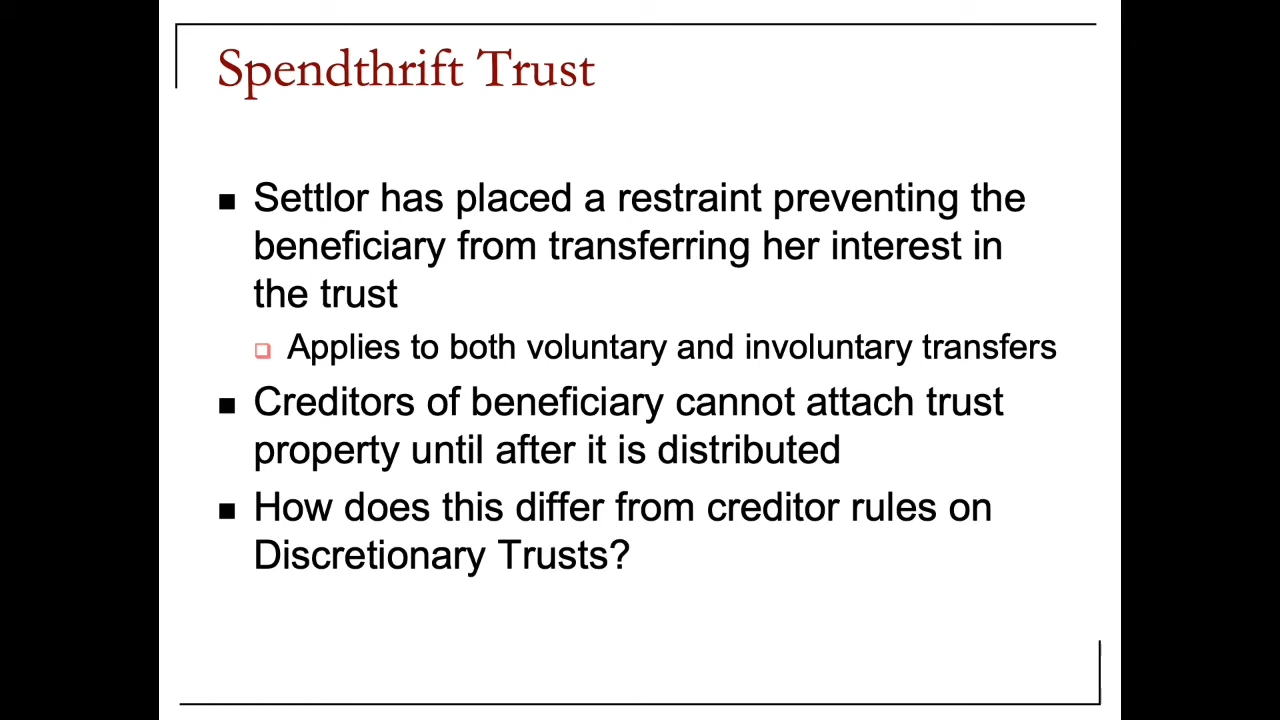 Spendthrift Trust
Settlor has placed a restraint preventing the
beneficiary from transferring her interest in
the trust
Applies to both voluntary and involuntary transfers
Creditors of beneficiary cannot attach trust
property until after it is distributed
How does this differ from creditor rules on
Discretionary Trusts?